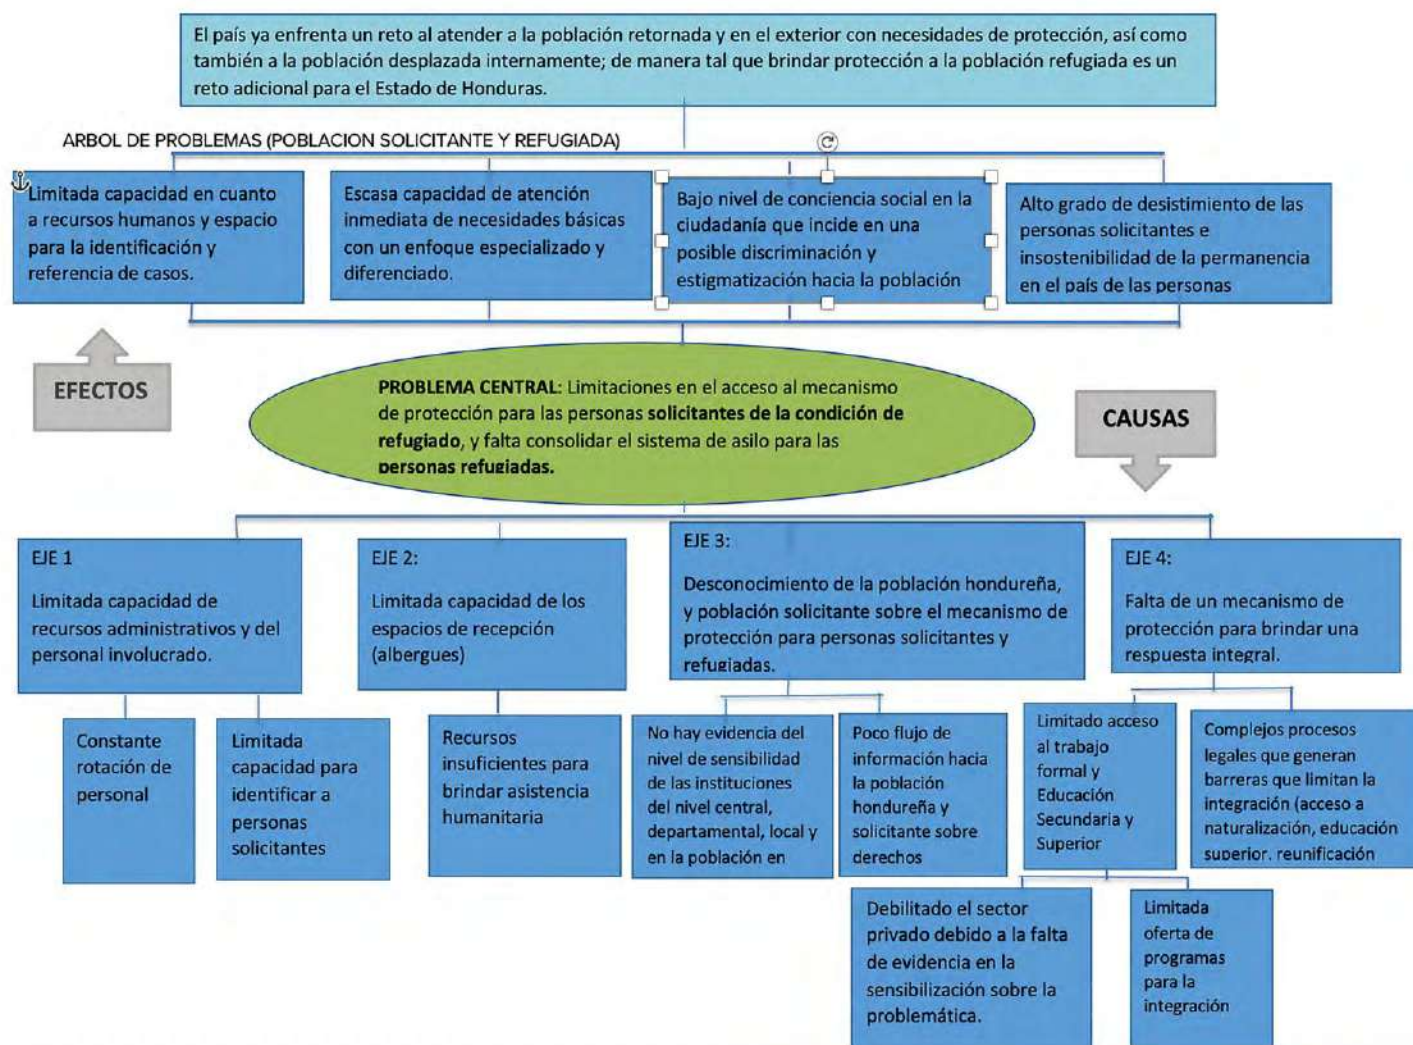 El país ya enfrenta un reto al atender a la población retornada y en el exterior con necesidades de protección, así como
también a la población desplazada internamente; de manera tal que brindar protección a la población refugiada es un
reto adicional para el Estado de Honduras.
ARBOL DE PROBLEMAS (POBLACION SOLICITANTE Y REFUGIADA)
Limitada capacidad en cuanto
a recursos humanos y espacio
para la identificación y
referencia de casos.
Escasa capacidad de atención
inmediata de necesidades básicas
con un enfoque especializado y
diferenciado.
Bajo nivel de conciencia social en la
ciudadanía que incide en una
posible discriminación y
estigmatización hacia la población
Alto grado de desistimiento de las
personas solicitantes e
insostenibilidad de la permanencia
en el país de las personas
EFECTOS
PROBLEMA CENTRAL: Limitaciones en el acceso al mecanismo
de protección para las personas solicitantes de la condición de
refugiado, y falta consolidar el sistema de asilo para las
personas refugiadas.
CAUSAS
EJE 1
Limitada capacidad de
recursos administrativos y del
personal involucrado.
EJE 2:
Limitada capacidad de los
espacios de recepción
(albergues)
EJE 3:
Desconocimiento de la población hondureña,
y población solicitante sobre el mecanismo de
protección para personas solicitantes y
refugiadas.
EJE 4:
Falta de un mecanismo de
protección para brindar una
respuesta integral.
Constante
rotación de
personal
Limitada
capacidad para
identificar a
personas
solicitantes
Recursos
insuficientes para
brindar asistencia
humanitaria
No hay evidencia del
nivel de sensibilidad
de las instituciones
del nivel central,
departamental, local y
en la población en
Poco flujo de
información hacia
la población
hondureña y
solicitante sobre
derechos
Limitado acceso
al trabajo
formal y
Educación
Secundaria y
Superior
Complejos procesos
legales que generan
barreras que limitan la
integración (acceso a
naturalización, educación
superior, reunificación
Debilitado el sector
privado debido a la falta
de evidencia en la
sensibilización sobre la
problemática.
Limitada
oferta de
programas
para la
integración